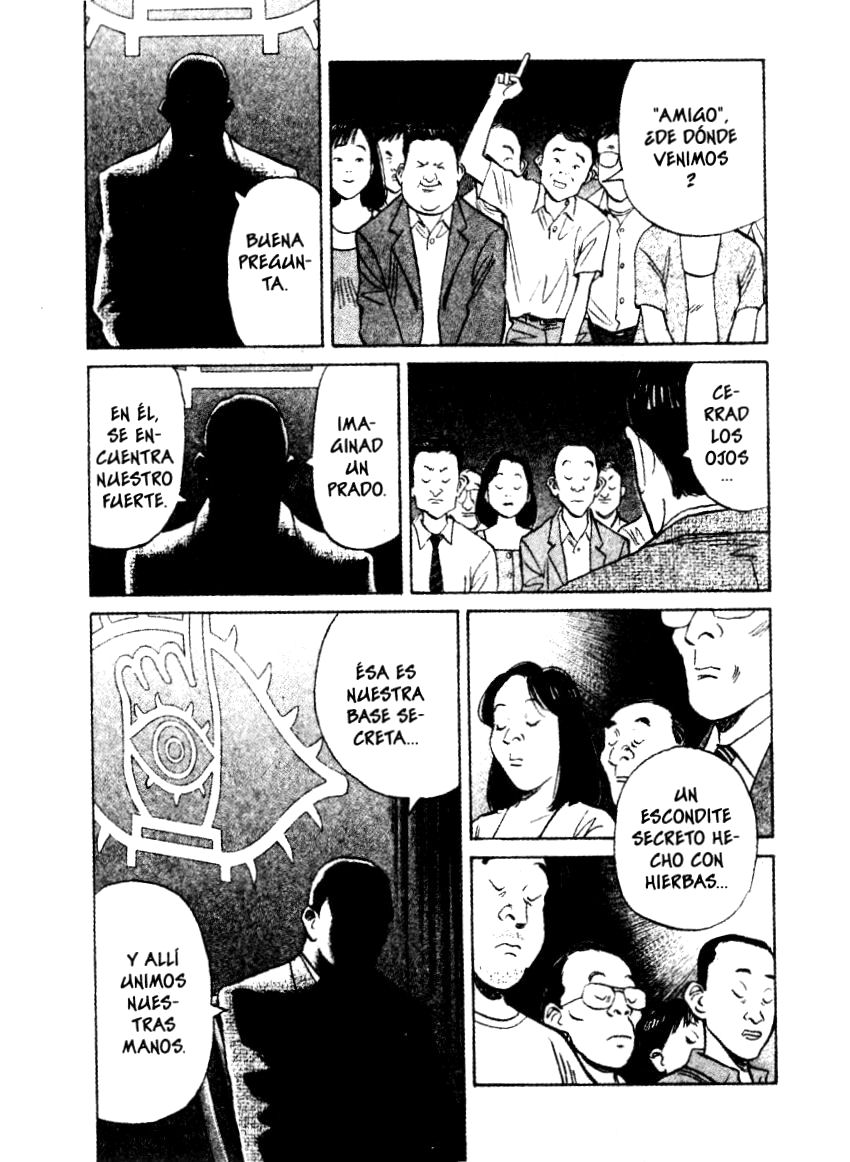 "AMIGO",
¿DE DÓNDE
VENIMOS
?
BUENA
PREGUN-
TA.
CE-
RRAD
LOS
OJOS
...
IMA-
GINAD
UN
PRADO.
EN ÉL,
SE EN-
CUENTRA
NUESTRO
FUERTE.
UN
ESCONDITE
SECRETO HE-
CHO CON
HIERBAS...
ÉSA ES
NUESTRA
BASE SE-
CRETA...
Y ALLÍ
UNIMOS
NUES-
TRAS
MANOS.